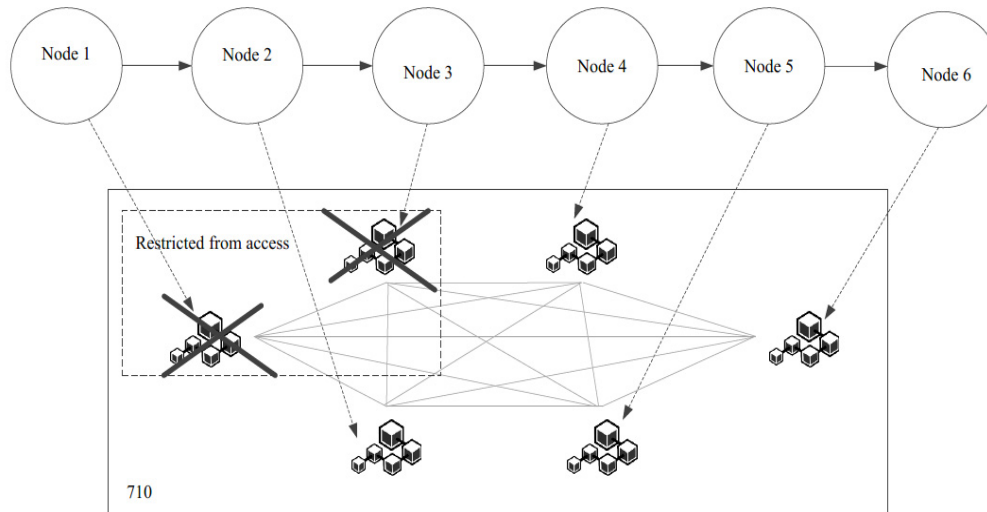 Node 1
Node 2
Node 3
Node 4
Node 5
Node 6
Restricted from access
710